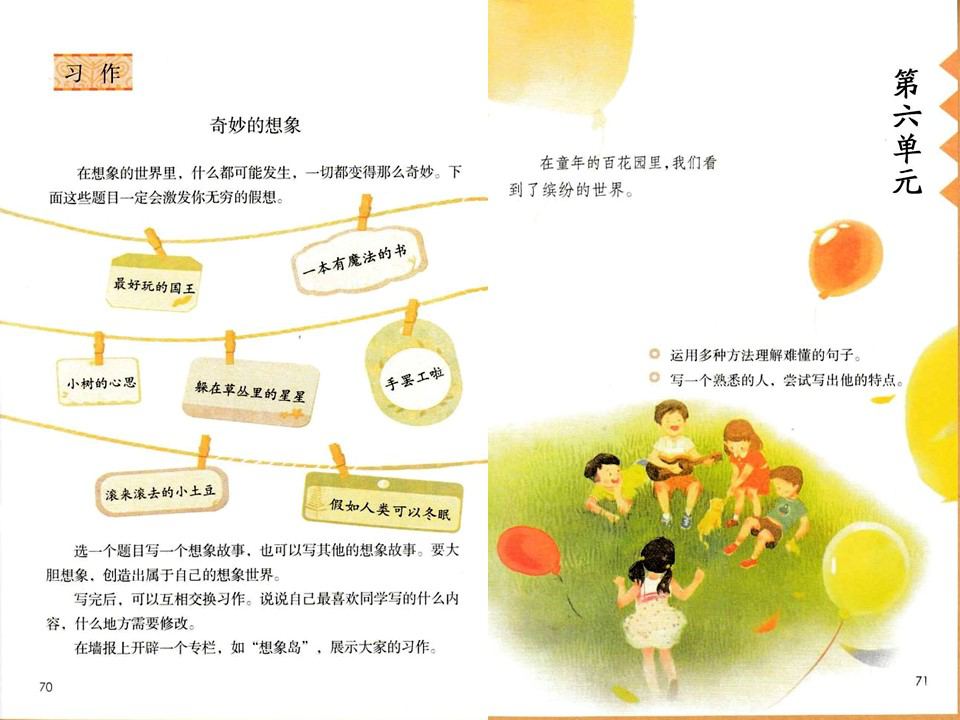 习 作
奇妙的想象
在想象的世界里，什么都可能发生，一切都变得那么奇妙。下
面这些题目一定会激发你无穷的假想。
最好玩的国王
一本有魔法的书
小树的心思
躲在草丛里的星星
手罢工啦
滚来滚去的小土豆
假如人类可以冬眠
选一个题目写一个想象故事，也可以写其他的想象故事。要大
胆想象，创造出属于自己的想象世界。
写完后，可以互相交换习作。说说自己最喜欢同学写的什么内
容，什么地方需要修改。
在墙报上开辟一个专栏，如“想象岛”，展示大家的习作。
70
第六单元
在童年的百花园里，我们看
到了缤纷的世界。
运用多种方法理解难懂的句子。
写一个熟悉的人，尝试写出他的特点。
71